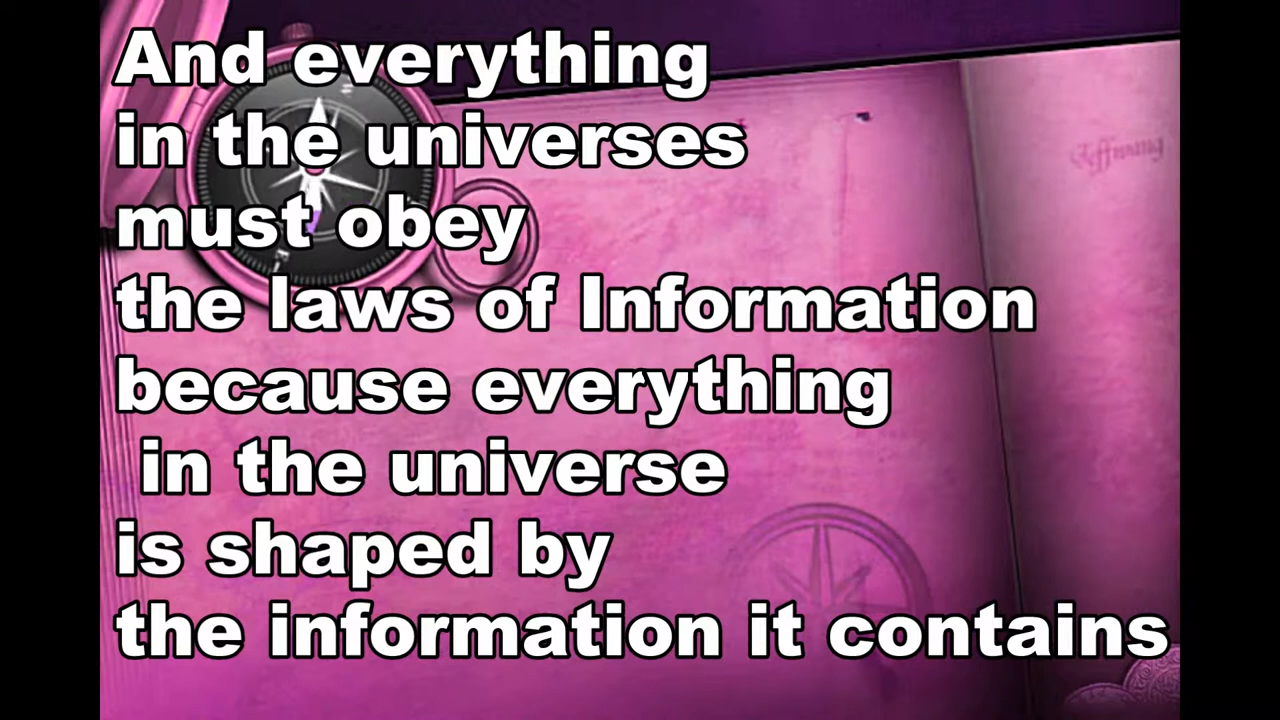 And everything
in the universes
must obey
the laws of Information
because everything
in the universe
is shaped by
the information it contains